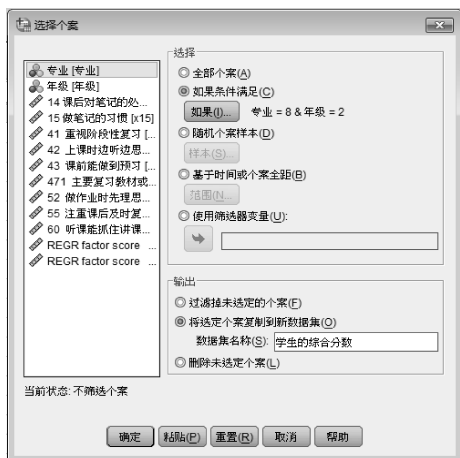 选择个案
专业 [专业]
年级 [年级]
14 课后对笔记的处...
15 做笔记的习惯 [x15]
41 重视阶段性复习 [...
42 上课时边听边思...
43 课前能做到预习 [...
471 主要复习教材或...
52 做作业时先理思...
55 注重课后及时复...
60 听课能抓住讲课...
REGR factor score ...
REGR factor score ...
当前状态: 不筛选个案
选择
全部个案(A)
如果条件满足(C)
如果(I)... 专业 = 8 & 年级 = 2
随机个案样本(D)
样本(S)...
基于时间或个案全距(B)
范围(N)...
使用筛选器变量(U):
输出
过滤掉未选定的个案(F)
将选定个案复制到新数据集(O)
数据集名称(S): 学生的综合分数
删除未选定个案(L)
确定 粘贴(P) 重置(R) 取消 帮助